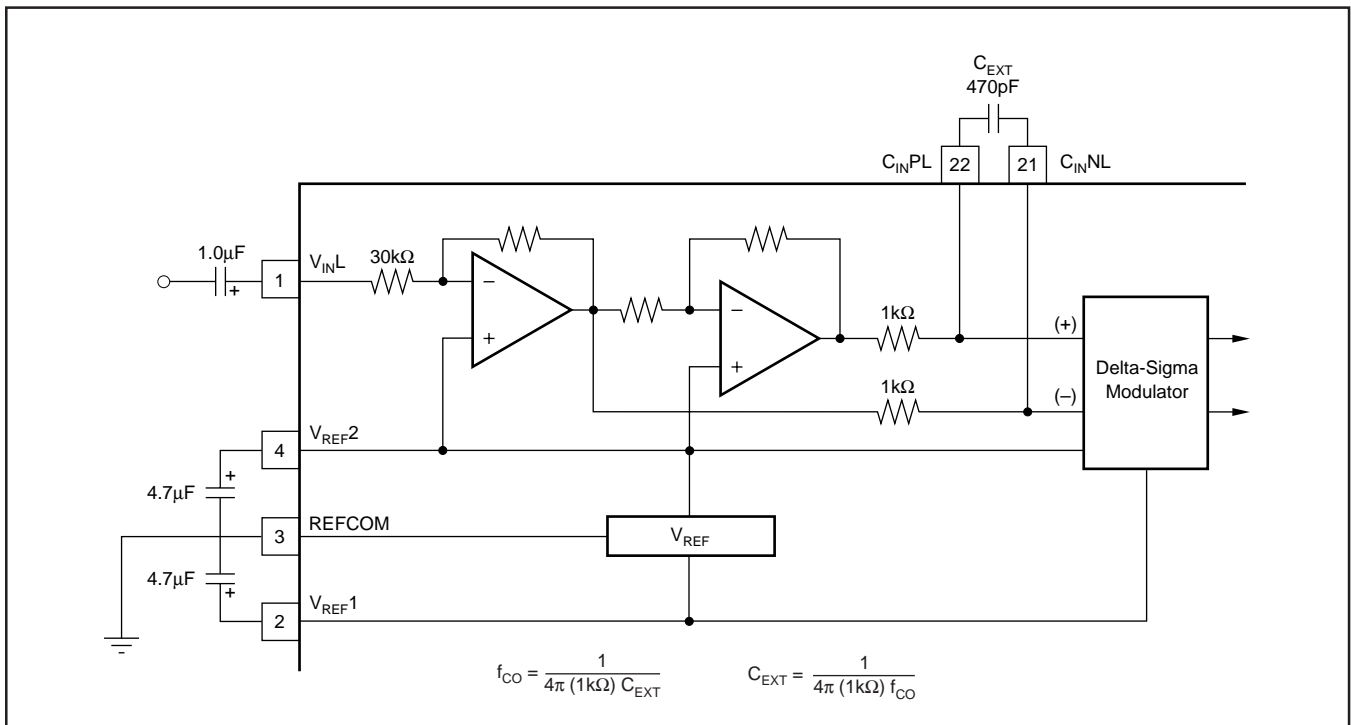 C_EXT
470pF
C_INPL
22
21
C_INNL
1.0µF
+
1
V_INL
30kΩ
−
+
−
+
1kΩ
(+)
1kΩ
(–)
Delta-Sigma
Modulator
4
V_REF2
+
4.7µF
3
REFCOM
V_REF
4.7µF
+
2
V_REF1
f_CO = 1 / 4π (1kΩ) C_EXT
C_EXT = 1 / 4π (1kΩ) f_CO